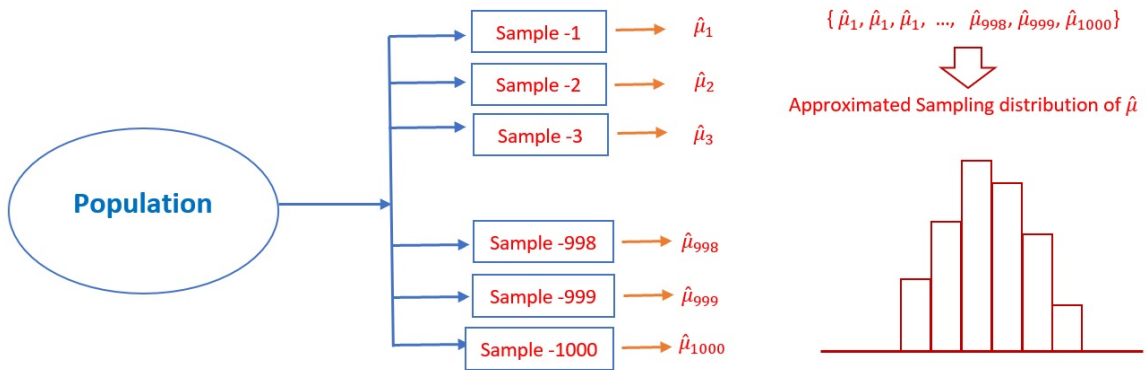 Population
Sample -1
μ̂₁
Sample -2
μ̂₂
Sample -3
μ̂₃
Sample -998
μ̂₉₉₈
Sample -999
μ̂₉₉₉
Sample -1000
μ̂₁₀₀₀
{ μ̂₁, μ̂₁, μ̂₁, ..., μ̂₉₉₈, μ̂₉₉₉, μ̂₁₀₀₀}
Approximated Sampling distribution of μ̂